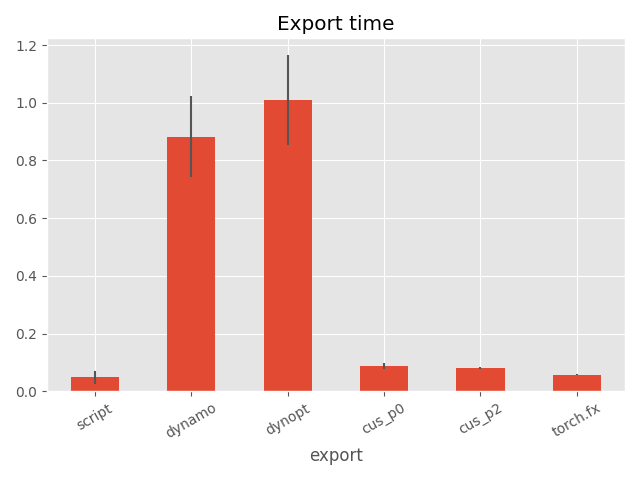 Export time
1.2
1.0
0.8
0.6
0.4
0.2
0.0
script
dynamo
dynopt
cus_p0
cus_p2
torch.fx
export